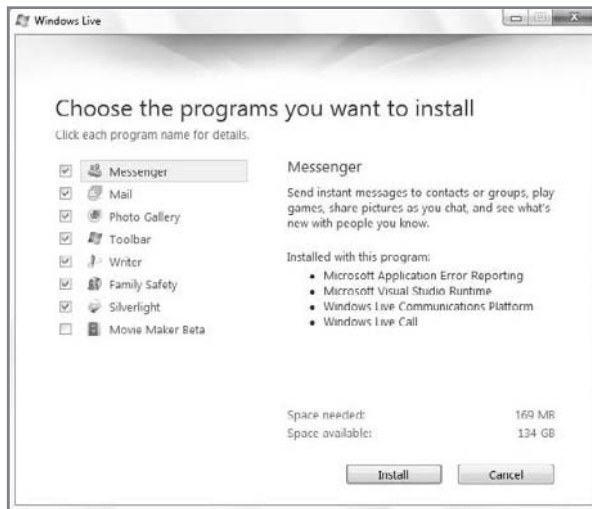 Windows Live
Choose the programs you want to install
Click each program name for details.
Messenger
Mail
Photo Gallery
Toolbar
Writer
Family Safety
Silverlight
Movie Maker Beta
Messenger
Send instant messages to contacts or groups, play
games, share pictures as you chat, and see what's
new with people you know.
Installed with this program:
• Microsoft Application Error Reporting
• Microsoft Visual Studio Runtime
• Windows Live Communications Platform
• Windows Live Call
Space needed: 169 MB
Space available: 134 GB
Install Cancel